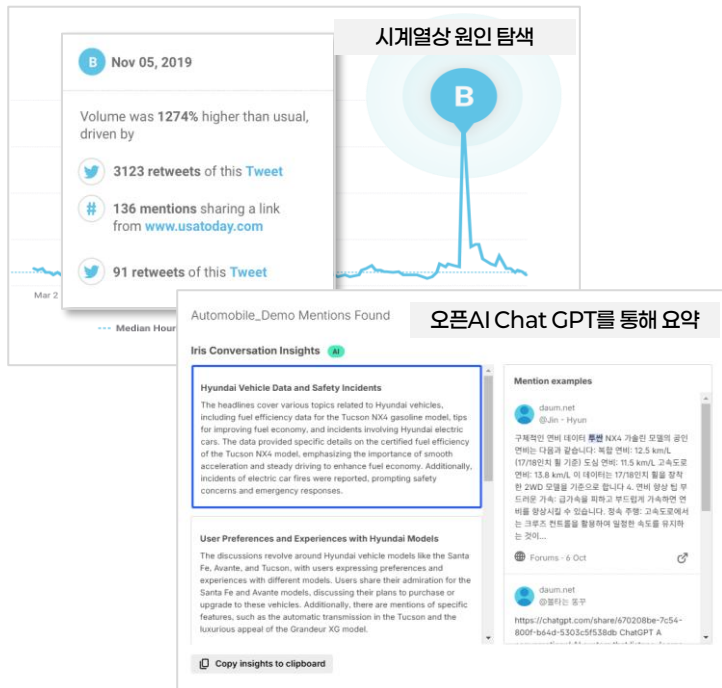 시계열상 원인 탐색
B Nov 05, 2019
B
Volume was 1274% higher than usual,
driven by
3123 retweets of this Tweet
# 136 mentions sharing a link
from www.usatoday.com
91 retweets of this Tweet
Mar 2
Median Hour
오픈AI Chat GPT를 통해 요약
Automobile_Demo Mentions Found
Iris Conversation Insights AI
Hyundai Vehicle Data and Safety Incidents
The headlines cover various topics related to Hyundai vehicles,
including fuel efficiency data for the Tucson NX4 gasoline model, tips
for improving fuel economy, and incidents involving Hyundai electric
cars. The data provided specific details on the certified fuel efficiency
of the Tucson NX4 model, emphasizing the importance of smooth
acceleration and steady driving to enhance fuel economy. Additionally,
incidents of electric car fires were reported, prompting safety
concerns and emergency responses.
User Preferences and Experiences with Hyundai Models
The discussions revolve around Hyundai vehicle models like the Santa
Fe, Avante, and Tucson, with users expressing preferences and
experiences with different models. Users share their admiration for the
Santa Fe and Avante models, discussing their plans to purchase or
upgrade to these vehicles. Additionally, there are mentions of specific
features, such as the automatic transmission in the Tucson and the
luxurious appeal of the Grandeur XG model.
Copy insights to clipboard
Mention examples
daum.net
@Jin - Hyun
구체적인 연비 데이터 투싼 NX4 가솔린 모델의 공인
연비는 다음과 같습니다: 복합 연비: 12.5 km/L
(17/18인치 휠 기준) 도심 연비: 11.5 km/L 고속도로
연비: 13.8 km/L 이 데이터는 17/18인치 휠을 장착
한 2WD 모델을 기준으로 합니다 4. 연비 향상 팁 부
드러운 가속: 급가속을 피하고 부드럽게 가속하면 연
비를 향상시킬 수 있습니다. 정속 주행: 고속도로에서
는 크루즈 컨트롤을 활용하여 일정한 속도를 유지하
는 것이...
Forums - 6 Oct
daum.net
@불타는 동꾸
https://chatgpt.com/share/670208be-7c54-
800f-b64d-5303c5f538db ChatGPT A